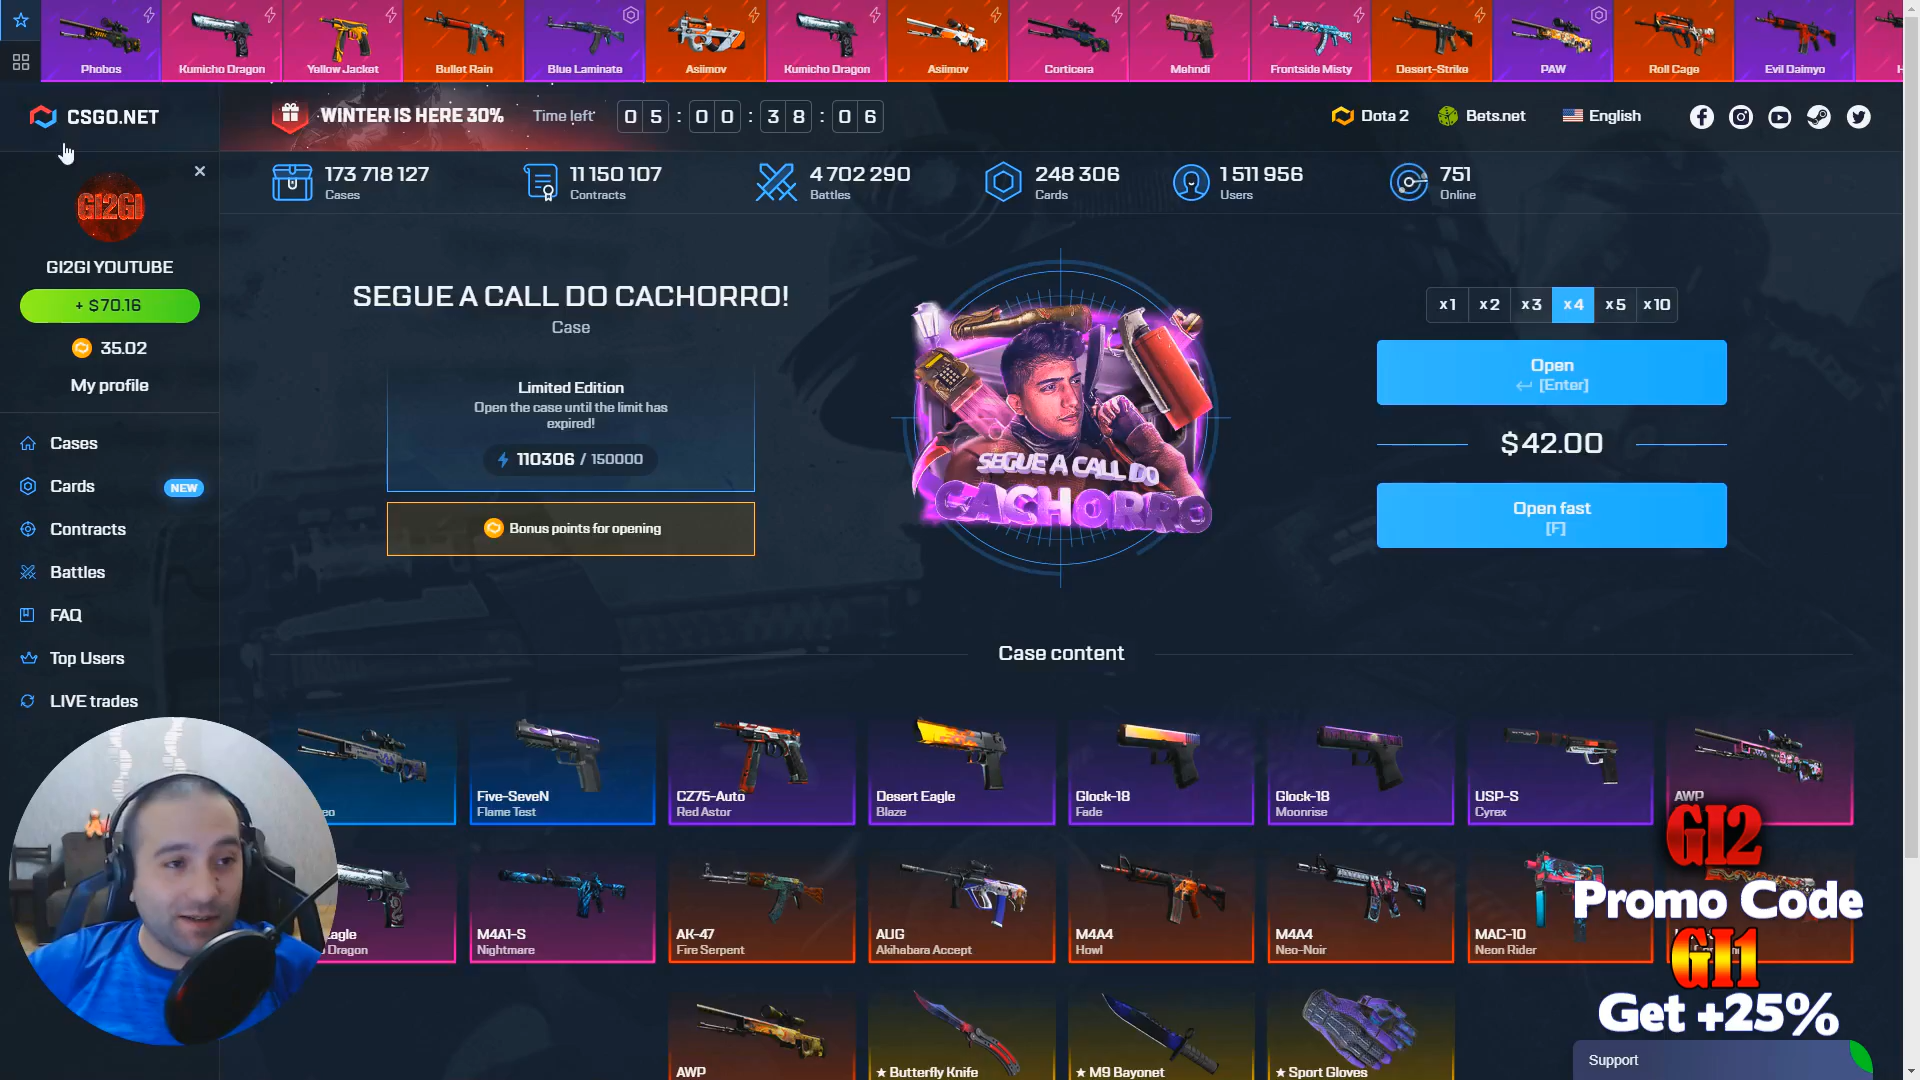 Phobos
Kumicho Dragon
Yellow Jacket
Bullet Rain
Blue Laminate
Asiimov
Kumicho Dragon
Asiimov
Corticera
Mehndi
Frontside Misty
Desert-Strike
PAW
Roll Cage
Evil Daimyo
CSGO.NET
WINTER IS HERE 30%
Time left
05 : 00 : 38 : 06
Dota 2
Bets.net
English
173 718 127
Cases
11 150 107
Contracts
4 702 290
Battles
248 306
Cards
1 511 956
Users
751
Online
GI2GI
GI2GI YOUTUBE
+ $70.16
35.02
My profile
Cases
Cards
NEW
Contracts
Battles
FAQ
Top Users
LIVE trades
SEGUE A CALL DO CACHORRO!
Case
Limited Edition
Open the case until the limit has
expired!
110306 / 150000
Bonus points for opening
SEGUE A CALL DO
CACHORRO
x1
x2
x3
x4
x5
x10
Open
[Enter]
$42.00
Open fast
[F]
Case content
Five-SeveN
Flame Test
CZ75-Auto
Red Astor
Desert Eagle
Blaze
Glock-18
Fade
Glock-18
Moonrise
USP-S
Cyrex
AWP
Dragon
M4A1-S
Nightmare
AK-47
Fire Serpent
AUG
Akihabara Accept
M4A4
Howl
M4A4
Neo-Noir
MAC-10
Neon Rider
AWP
★ Butterfly Knife
★ M9 Bayonet
★ Sport Gloves
GI2
Promo Code
GI1
Get +25%
Support